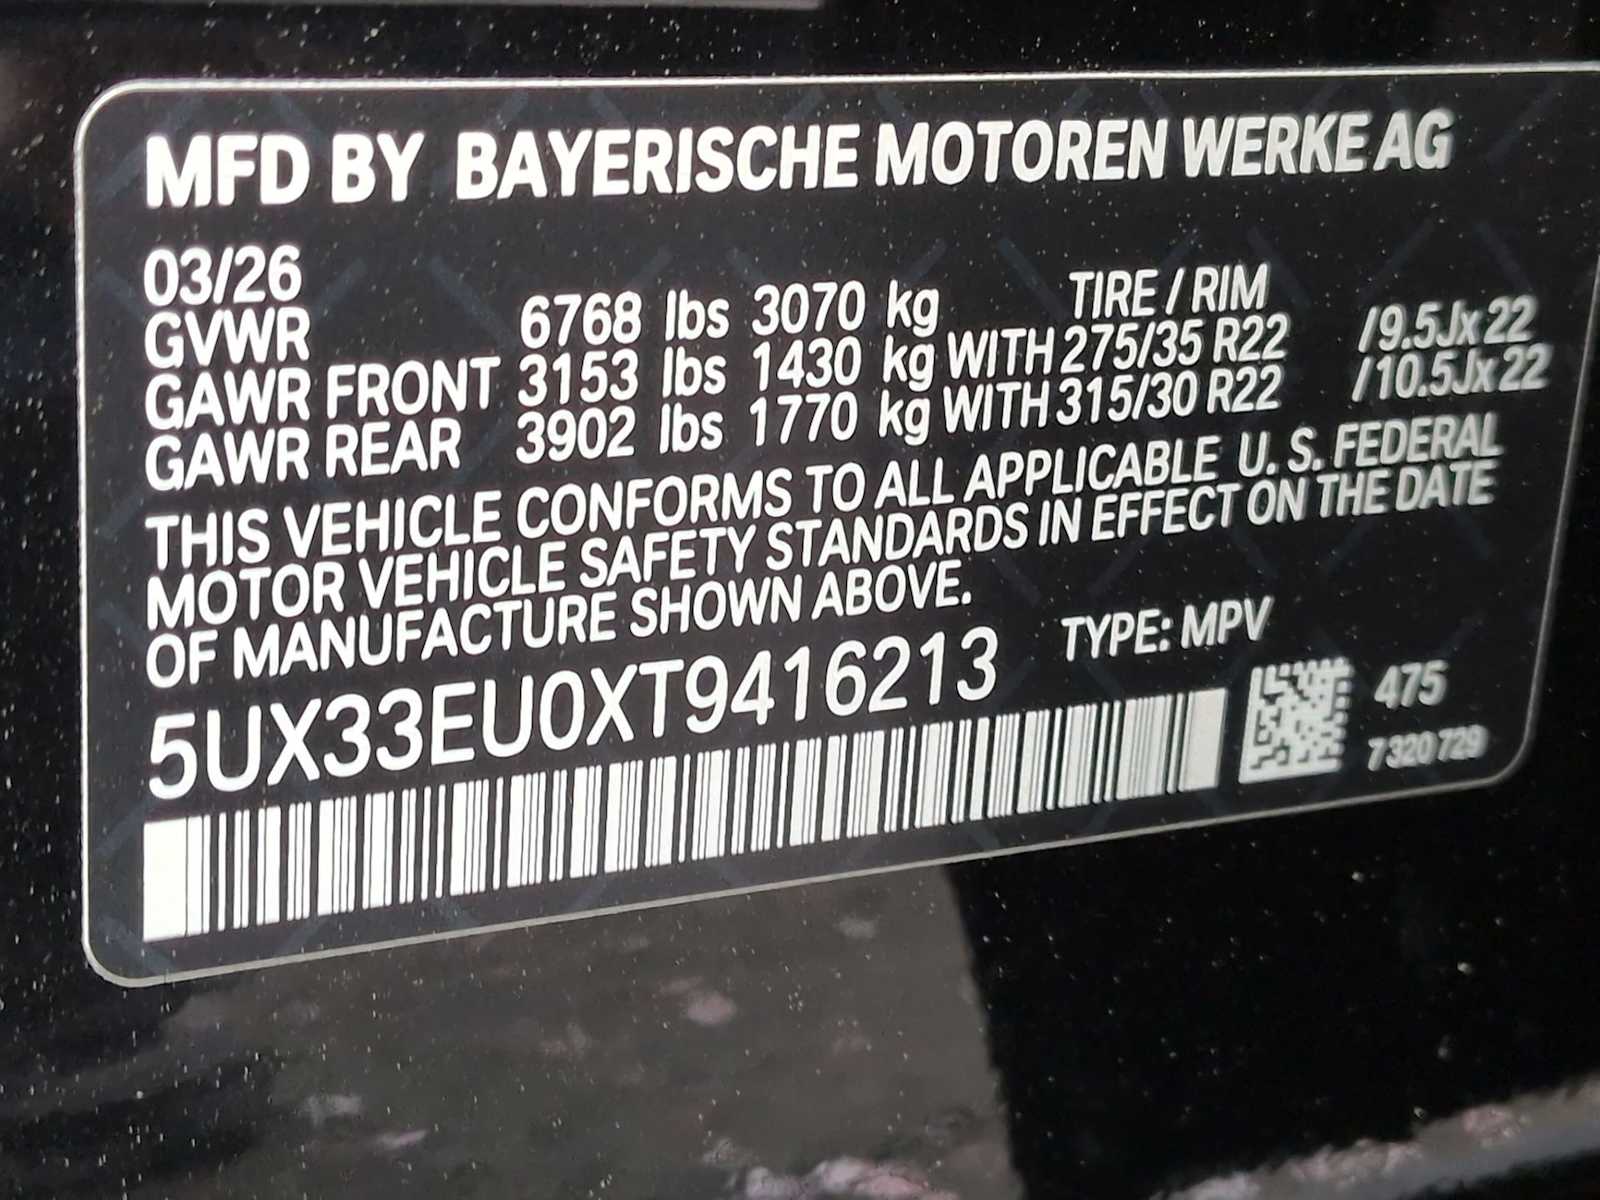 MFD BY BAYERISCHE MOTOREN WERKE AG
03/26
TIRE / RIM
GVWR 6768 lbs 3070 kg
GAWR FRONT 3153 lbs 1430 kg WITH 275/35 R22 /9.5Jx22
GAWR REAR 3902 lbs 1770 kg WITH 315/30 R22 /10.5Jx22
THIS VEHICLE CONFORMS TO ALL APPLICABLE U.S. FEDERAL
MOTOR VEHICLE SAFETY STANDARDS IN EFFECT ON THE DATE
OF MANUFACTURE SHOWN ABOVE.
5UX33EU0XT9416213 TYPE: MPV
475
7 320 729